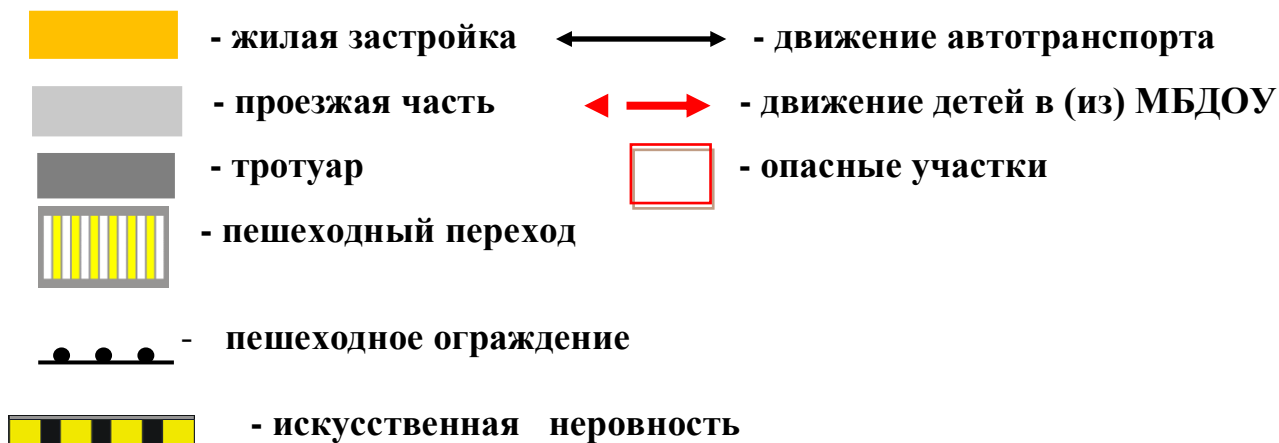 - жилая застройка - движение автотранспорта
- проезжая часть - движение детей в (из) МБДОУ
- тротуар - опасные участки
- пешеходный переход
- пешеходное ограждение
- искусственная неровность